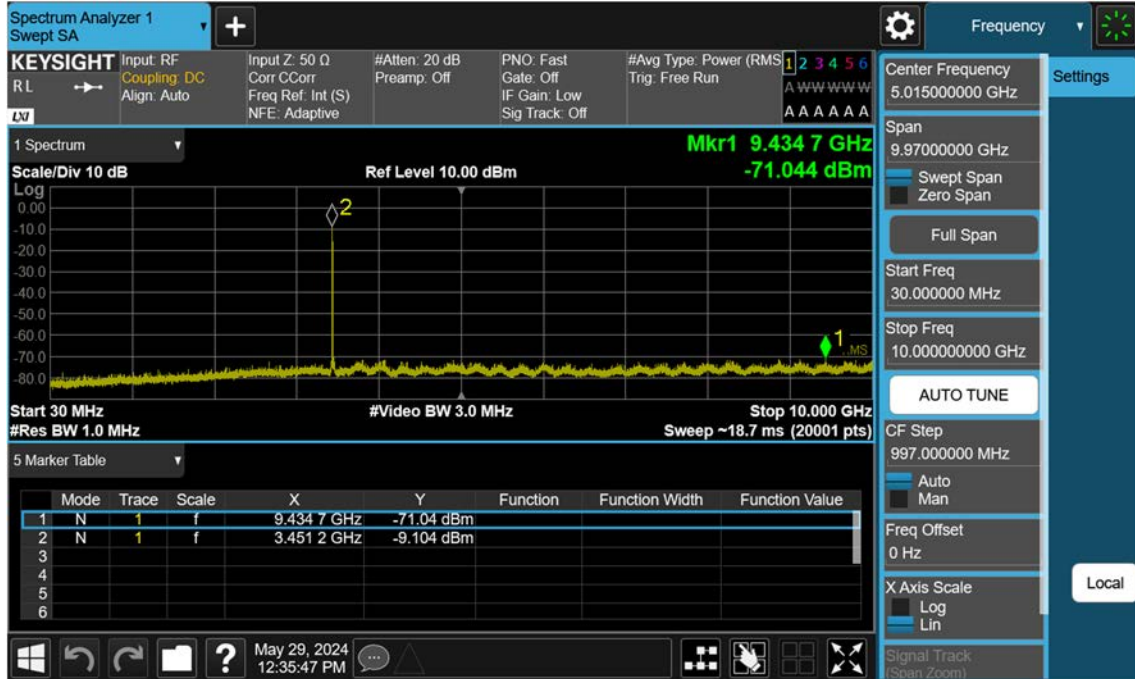 Spectrum Analyzer 1
Swept SA
Frequency
KEYSIGHT
R L
LXI
Input: RF
Coupling: DC
Align: Auto
Input Z: 50 Ω
Corr CCorr
Freq Ref: Int (S)
NFE: Adaptive
#Atten: 20 dB
Preamp: Off
PNO: Fast
Gate: Off
IF Gain: Low
Sig Track: Off
#Avg Type: Power (RMS
Trig: Free Run
1 2 3 4 5 6
A W W W W W
A A A A A A
1 Spectrum
Scale/Div 10 dB
Ref Level 10.00 dBm
Mkr1 9.434 7 GHz
-71.044 dBm
Log
0.00
-10.0
-20.0
-30.0
-40.0
-50.0
-60.0
-70.0
-80.0
2
1
Start 30 MHz
#Video BW 3.0 MHz
Stop 10.000 GHz
#Res BW 1.0 MHz
Sweep ~18.7 ms (20001 pts)
5 Marker Table
Mode Trace Scale X Y Function Function Width Function Value
1 N 1 f 9.434 7 GHz -71.04 dBm
2 N 1 f 3.451 2 GHz -9.104 dBm
3
4
5
6
May 29, 2024
12:35:47 PM
Center Frequency
5.015000000 GHz
Settings
Span
9.97000000 GHz
Swept Span
Zero Span
Full Span
Start Freq
30.000000 MHz
Stop Freq
10.000000000 GHz
AUTO TUNE
CF Step
997.000000 MHz
Auto
Man
Freq Offset
0 Hz
X Axis Scale
Log
Lin
Local
Signal Track
(Span Zoom)